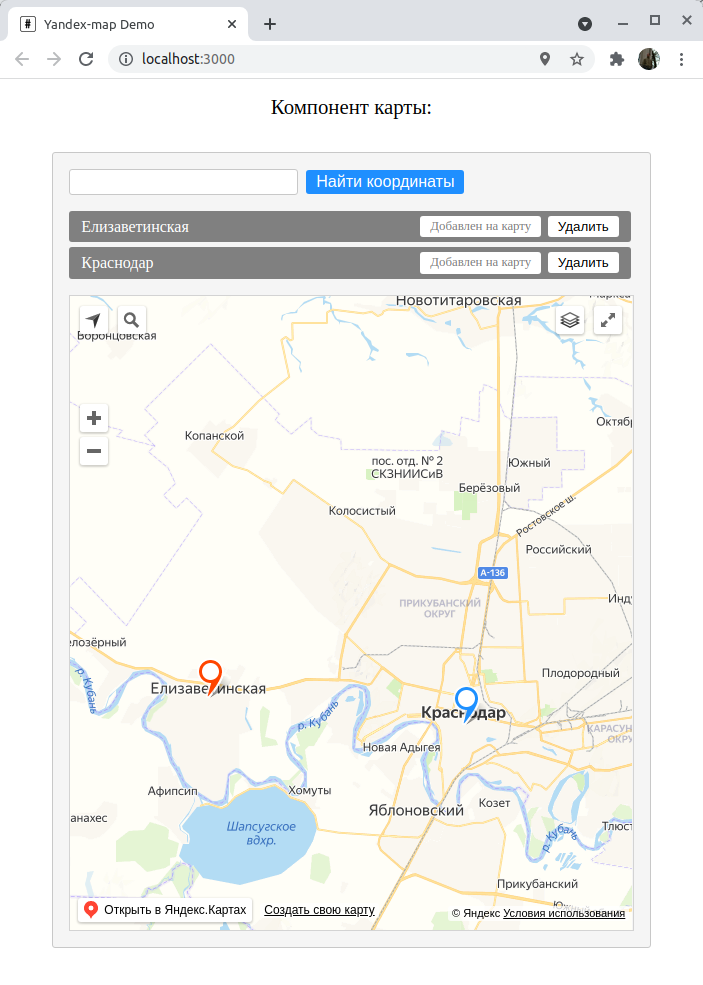 Yandex-map Demo
localhost:3000
Компонент карты:
Найти координаты
Елизаветинская
Добавлен на карту
Удалить
Краснодар
Добавлен на карту
Удалить
Новотитаровская
Воронцовская
Октябр
Копанской
пос. отд. № 2
СКЗНИИСиВ
Южный
Берёзовый
Колосистый
Ростовское ш.
Российский
А-136
ПРИКУБАНСКИЙ
ОКРУГ
Инду
елозёрный
р. Кубань
Елизаветинская
Плодородный
р. Кубань
Краснодар
КАРАСУН
ОКРУ
Новая Адыгея
Афипсип
Хомуты
Яблоновский
Козет
анахес
Шапсугское
вдхр.
р. Кубань
Тлюст
Прикубанский
Открыть в Яндекс.Картах
Создать свою карту
© Яндекс Условия использования